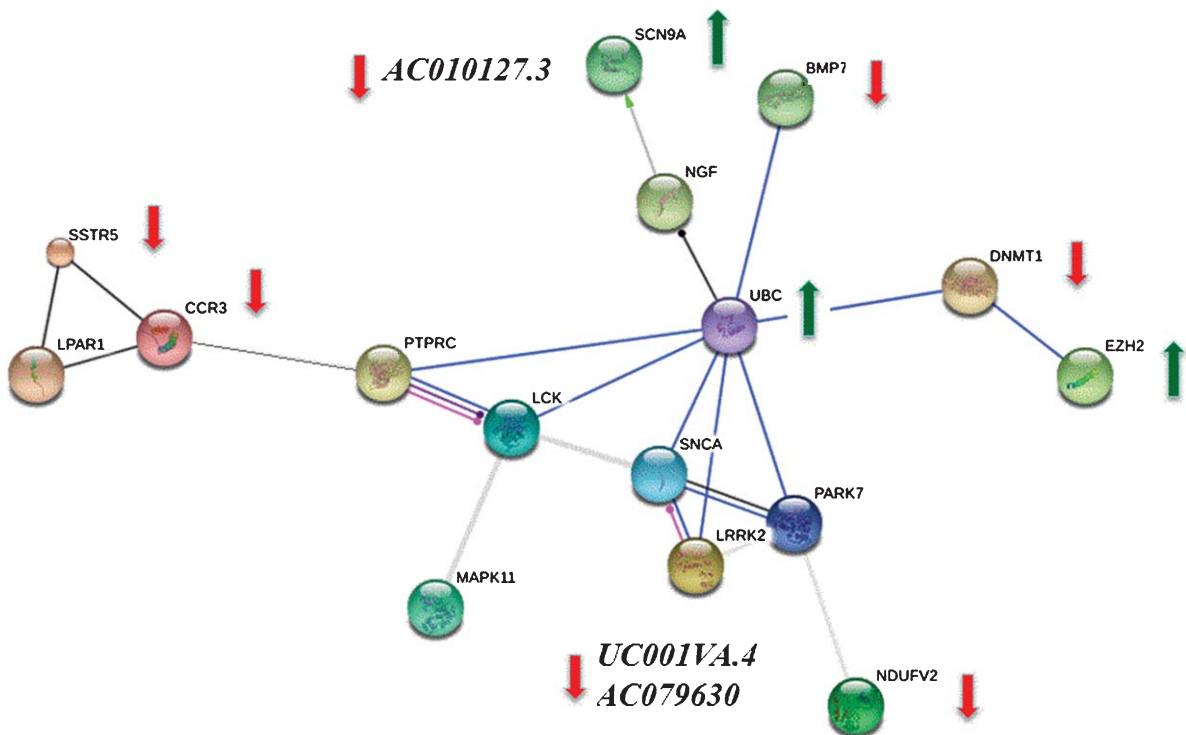 SCN9A
AC010127.3
BMP7
NGF
SSTR5
DNMT1
CCR3
UBC
LPAR1
PTPRC
EZH2
LCK
SNCA
PARK7
LRRK2
MAPK11
UC001VA.4
AC079630
NDUFV2